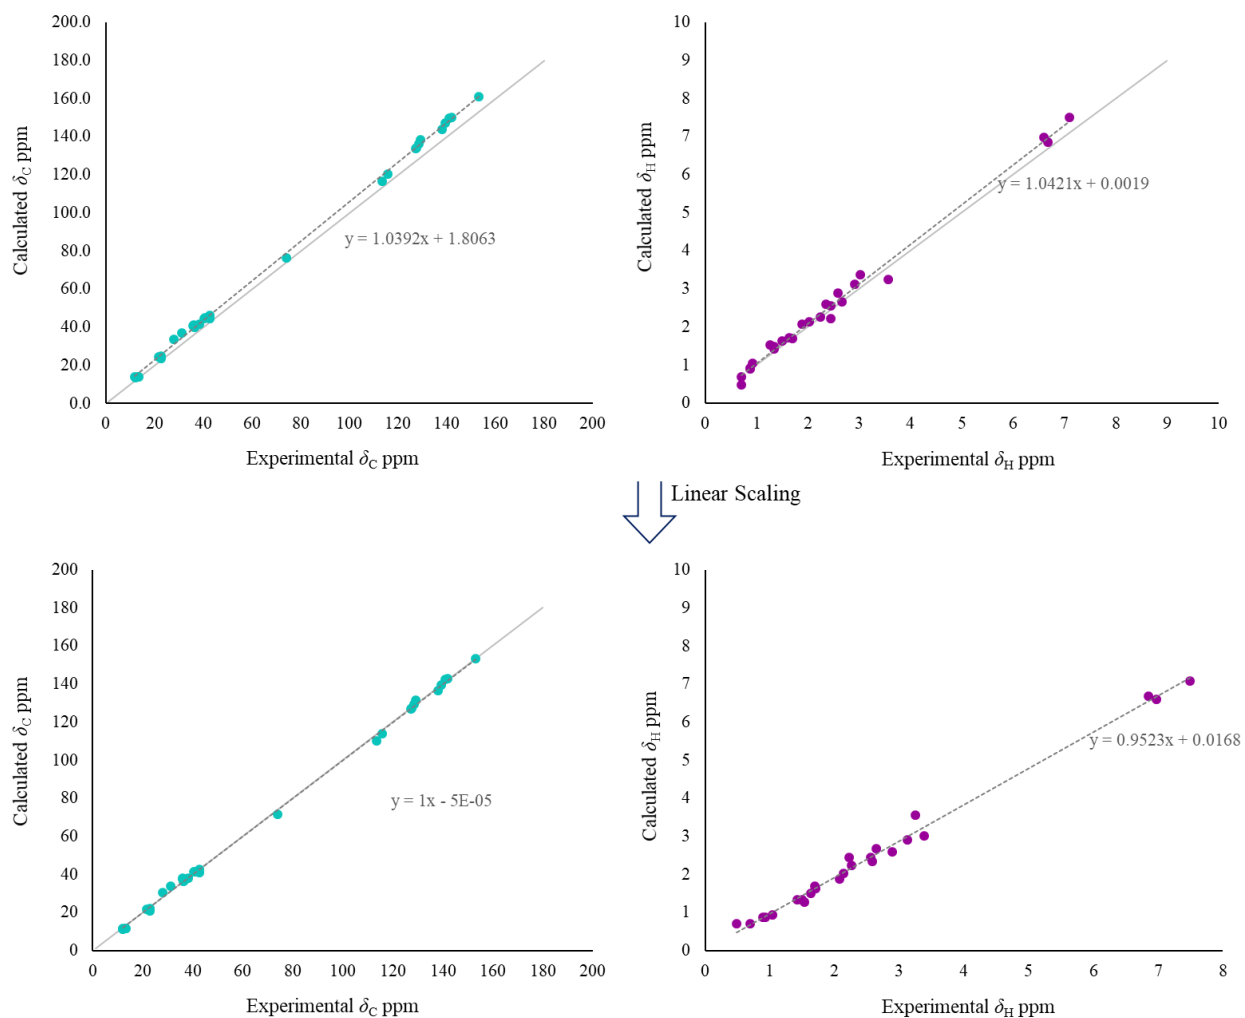 200.0
180.0
160.0
140.0
120.0
100.0
80.0
60.0
40.0
20.0
0.0
Calculated δC ppm
y = 1.0392x + 1.8063
0 20 40 60 80 100 120 140 160 180 200
Experimental δC ppm
10
9
8
7
6
5
4
3
2
1
0
Calculated δH ppm
y = 1.0421x + 0.0019
0 1 2 3 4 5 6 7 8 9 10
Experimental δH ppm
Linear Scaling
200
180
160
140
120
100
80
60
40
20
0
Calculated δC ppm
y = 1x - 5E-05
0 20 40 60 80 100 120 140 160 180 200
Experimental δC ppm
10
9
8
7
6
5
4
3
2
1
0
Calculated δH ppm
y = 0.9523x + 0.0168
0 1 2 3 4 5 6 7 8
Experimental δH ppm